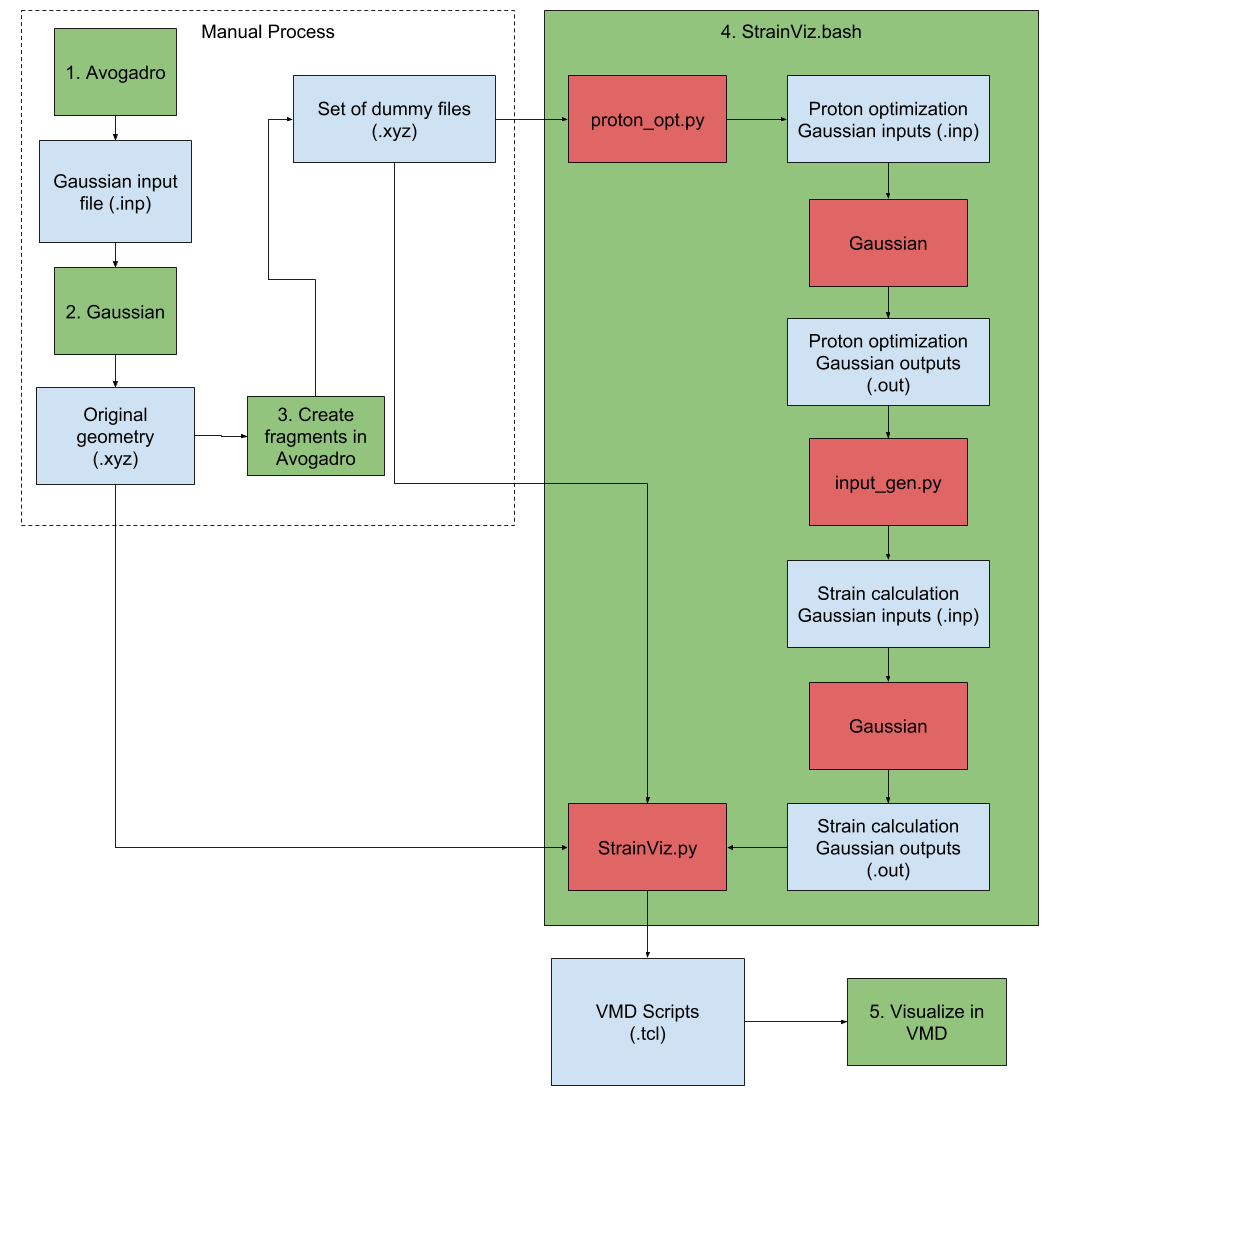 Manual Process
1. Avogadro
Gaussian input
file (.inp)
2. Gaussian
Original
geometry
(.xyz)
3. Create
fragments in
Avogadro
Set of dummy files
(.xyz)
4. StrainViz.bash
proton_opt.py
Proton optimization
Gaussian inputs (.inp)
Gaussian
Proton optimization
Gaussian outputs
(.out)
input_gen.py
Strain calculation
Gaussian inputs (.inp)
Gaussian
Strain calculation
Gaussian outputs
(.out)
StrainViz.py
VMD Scripts
(.tcl)
5. Visualize in
VMD